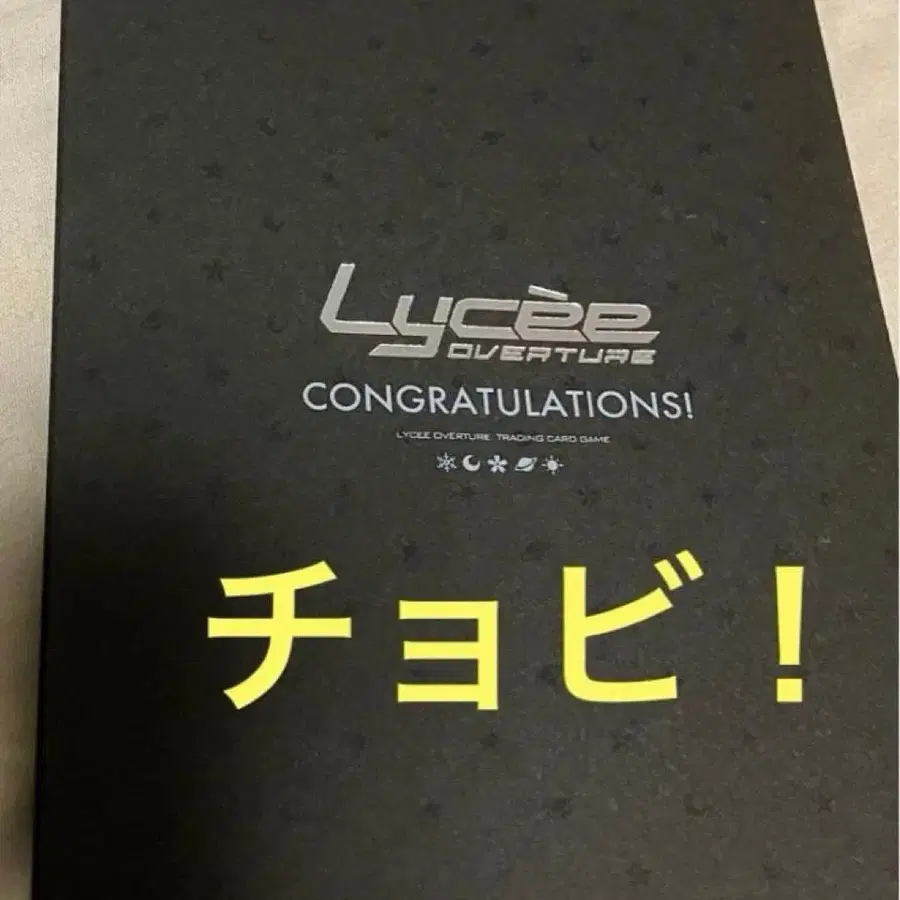 Lycèe
OVERTURE
CONGRATULATIONS!
LYCEE OVERTURE TRADING CARD GAME
チョビ！